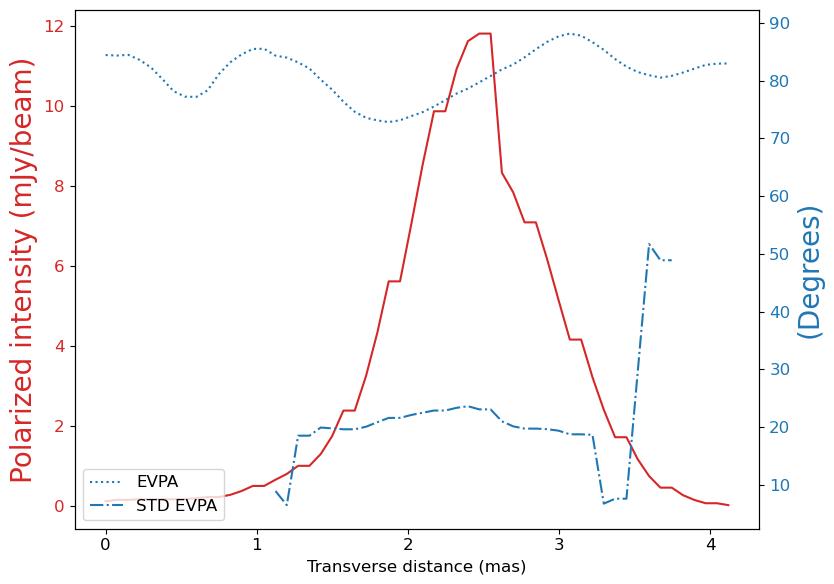 12
10
8
6
4
2
0
Polarized intensity (mJy/beam)
90
80
70
60
50
40
30
20
10
(Degrees)
EVPA
STD EVPA
0 1 2 3 4
Transverse distance (mas)